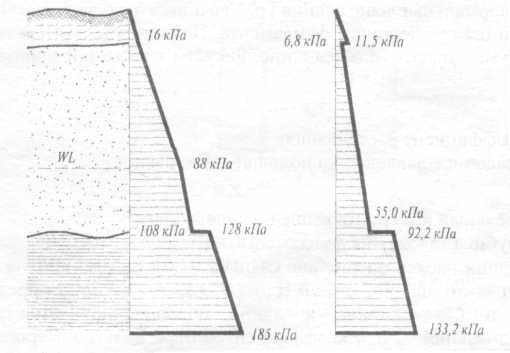 16 кПа
6,8 кПа
11,5 кПа
WL
88 кПа
108 кПа
128 кПа
55,0 кПа
92,2 кПа
185 кПа
133,2 кПа